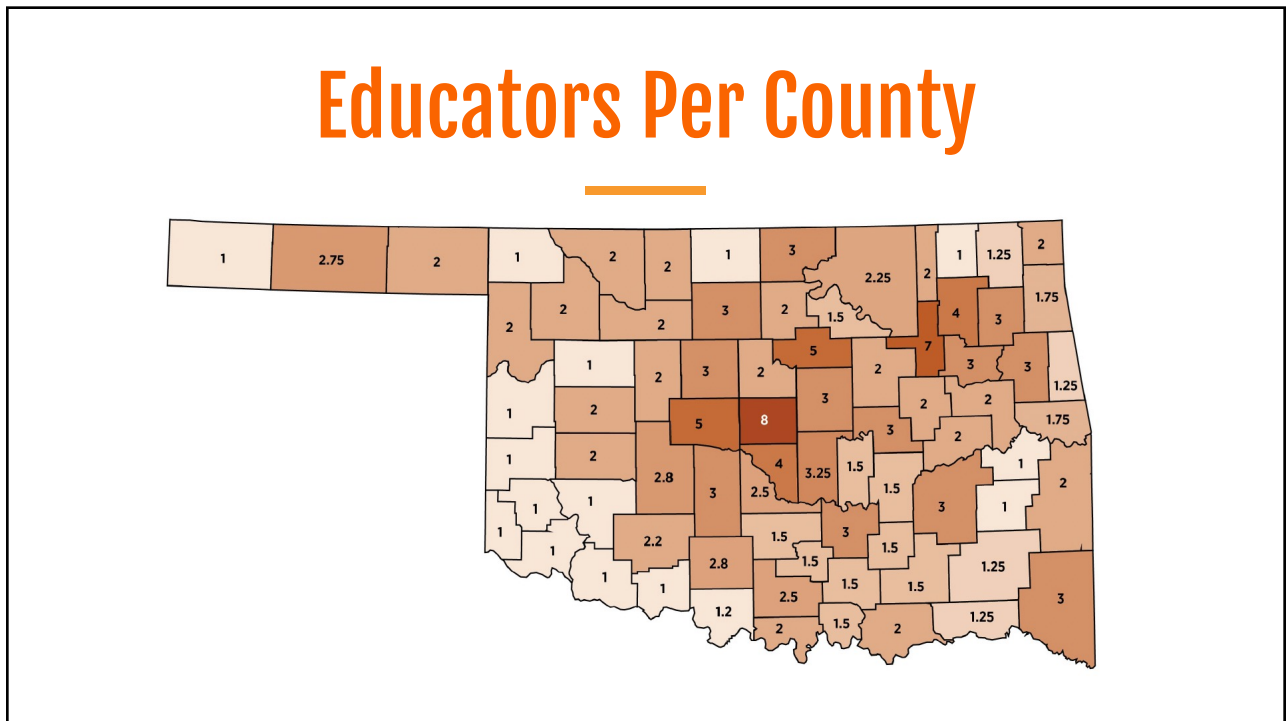 Educators Per County
1 2.75 2 1 2 2 1 3 2.25 2 1 1.25 2
2 2 2 3 2 1.5 7 4 3 1.75
1 2 3 2 5 2 3 3 1.25
1 2 5 8 3 3 2 2 1.75
1 2 2.8 3 2.5 4 3.25 1.5 1.5 2 1 2
1 1 1 1 2.2 2.8 1.5 3 1.5 3 1
1 1 1.2 2.5 1.5 1.5 1.5 1.25 3
2 1.5 2 1.25